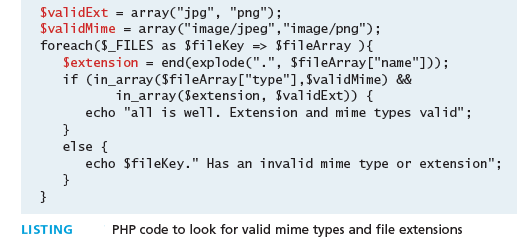 $validExt = array("jpg", "png");
$validMime = array("image/jpeg","image/png");
foreach($_FILES as $fileKey => $fileArray ){
$extension = end(explode(".", $fileArray["name"]));
if (in_array($fileArray["type"],$validMime) &&
in_array($extension, $validExt)) {
echo "all is well. Extension and mime types valid";
}
else {
echo $fileKey." Has an invalid mime type or extension";
}
}
LISTING PHP code to look for valid mime types and file extensions